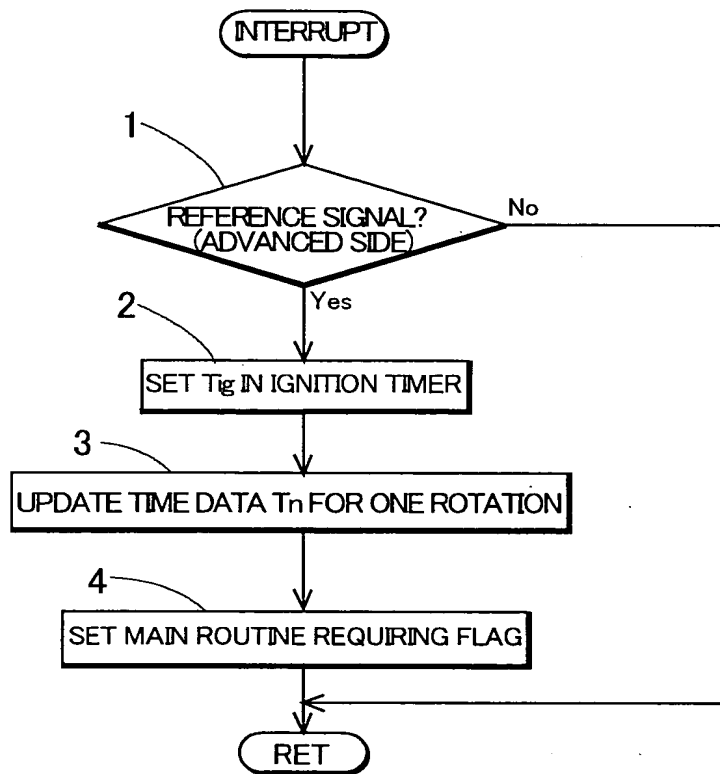 INTERRUPT
1
REFERENCE SIGNAL?
(ADVANCED SIDE)
No
Yes
2
SET Tig IN IGNITION TIMER
3
UPDATE TIME DATA Tn FOR ONE ROTATION
4
SET MAIN ROUTINE REQUIRING FLAG
RET